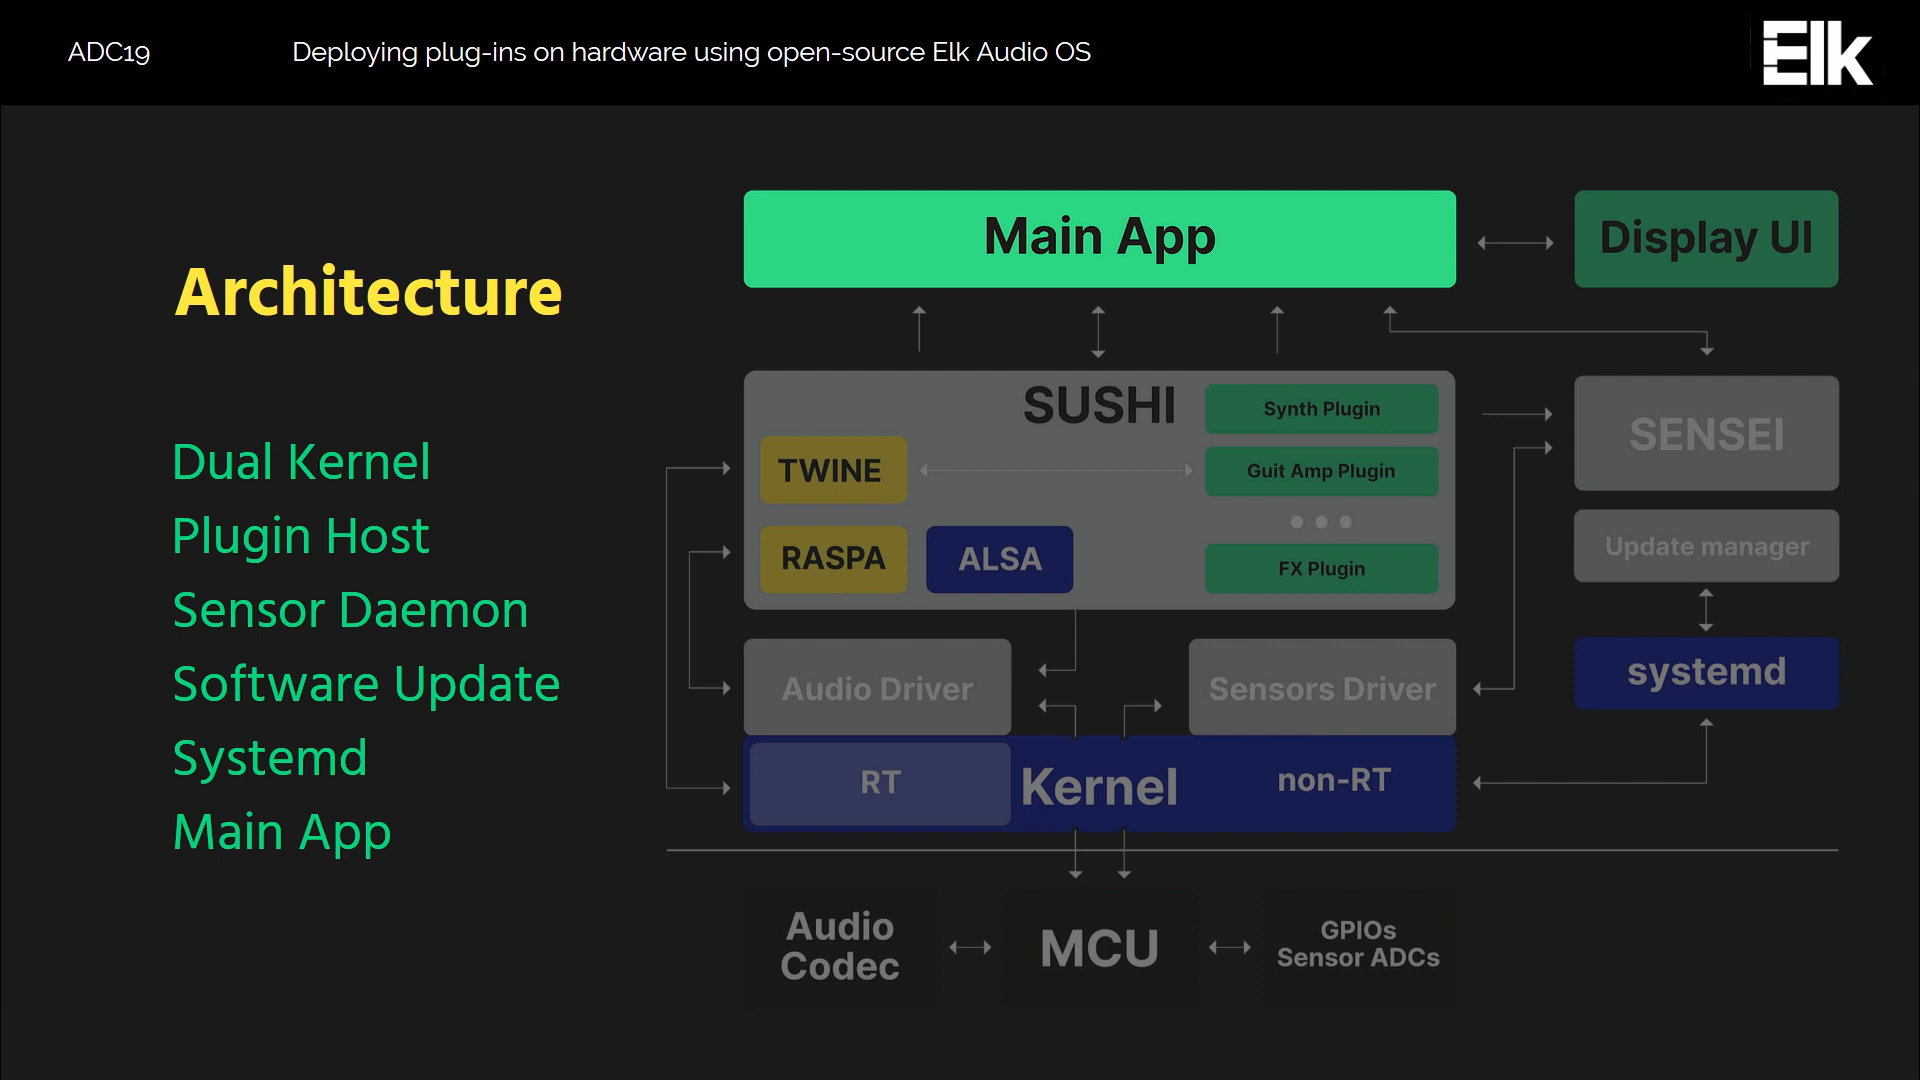 ADC19
Deploying plug-ins on hardware using open-source Elk Audio OS
Elk
Architecture
Dual Kernel
Plugin Host
Sensor Daemon
Software Update
Systemd
Main App
Main App
Display UI
SUSHI
Synth Plugin
TWINE
Guit Amp Plugin
RASPA
ALSA
FX Plugin
SENSEI
Update manager
systemd
Audio Driver
Sensors Driver
RT
Kernel
non-RT
Audio
Codec
MCU
GPIOs
Sensor ADCs